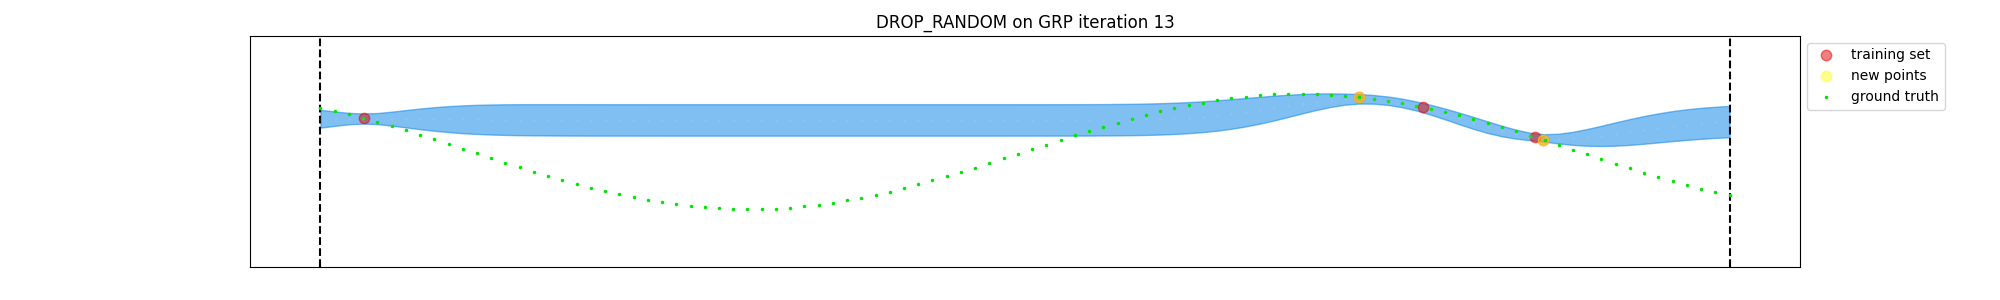 DROP_RANDOM on GRP iteration 13
training set
new points
ground truth